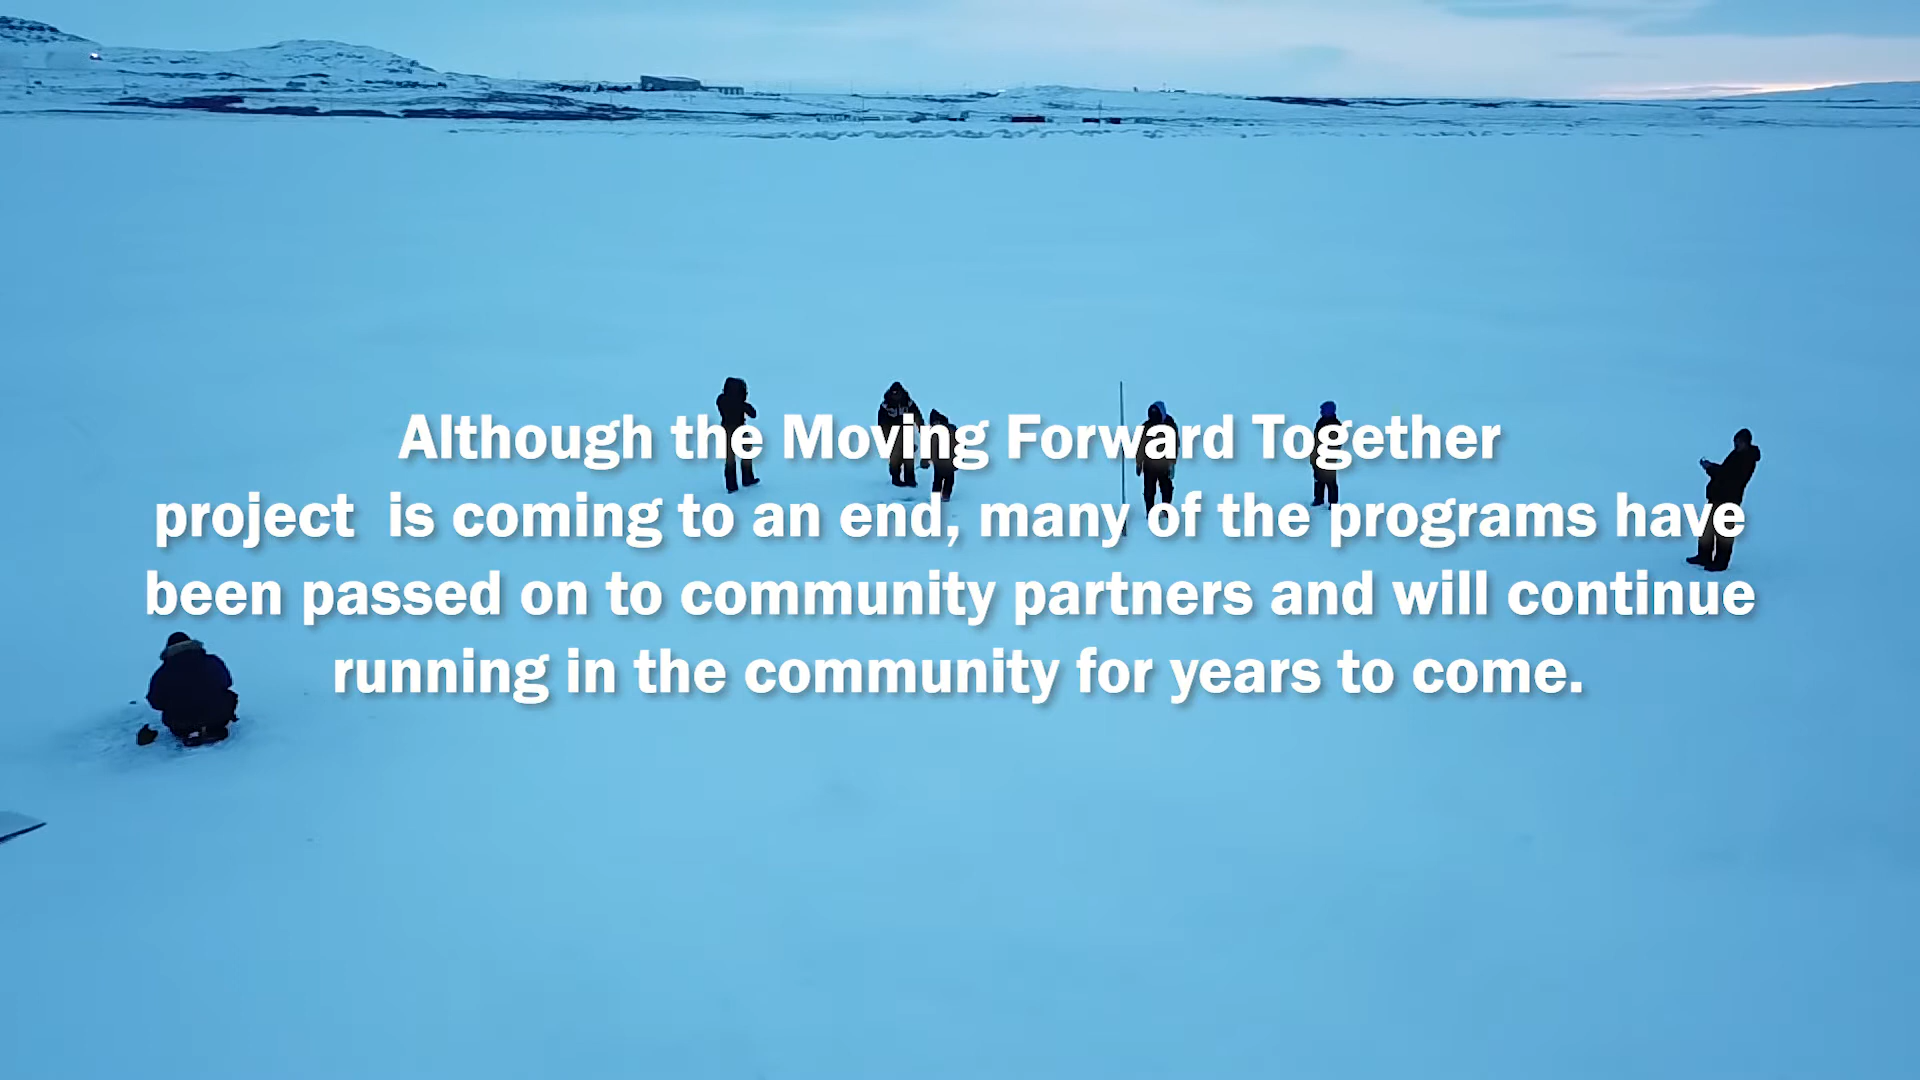 Although the Moving Forward Together
project  is coming to an end, many of the programs have
been passed on to community partners and will continue
running in the community for years to come.